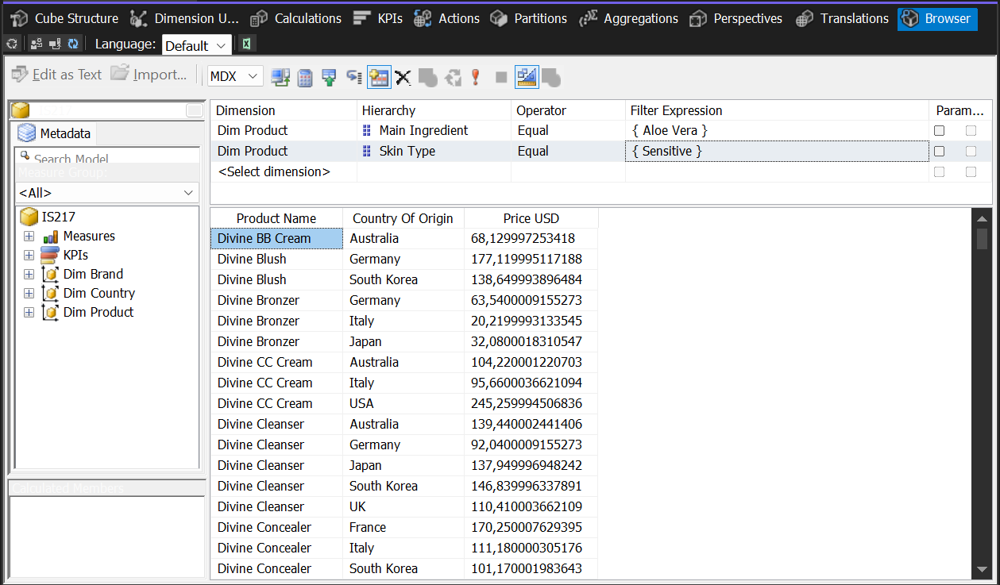 Cube Structure Dimension U... Calculations KPIs Actions Partitions Aggregations Perspectives Translations Browser
Language: Default
Edit as Text Import... MDX
Metadata
Search Model
Measure Group:
<All>
IS217
Measures
KPIs
Dim Brand
Dim Country
Dim Product
Calculated Members
Dimension Hierarchy Operator Filter Expression Param...
Dim Product Main Ingredient Equal { Aloe Vera }
Dim Product Skin Type Equal { Sensitive }
<Select dimension>
Product Name Country Of Origin Price USD
Divine BB Cream Australia 68,129997253418
Divine Blush Germany 177,119995117188
Divine Blush South Korea 138,649993896484
Divine Bronzer Germany 63,5400009155273
Divine Bronzer Italy 20,2199993133545
Divine Bronzer Japan 32,0800018310547
Divine CC Cream Australia 104,220001220703
Divine CC Cream Italy 95,6600036621094
Divine CC Cream USA 245,259994506836
Divine Cleanser Australia 139,440002441406
Divine Cleanser Germany 92,0400009155273
Divine Cleanser Japan 137,949996948242
Divine Cleanser South Korea 146,839996337891
Divine Cleanser UK 110,410003662109
Divine Concealer France 170,250007629395
Divine Concealer Italy 111,180000305176
Divine Concealer South Korea 101,170001983643